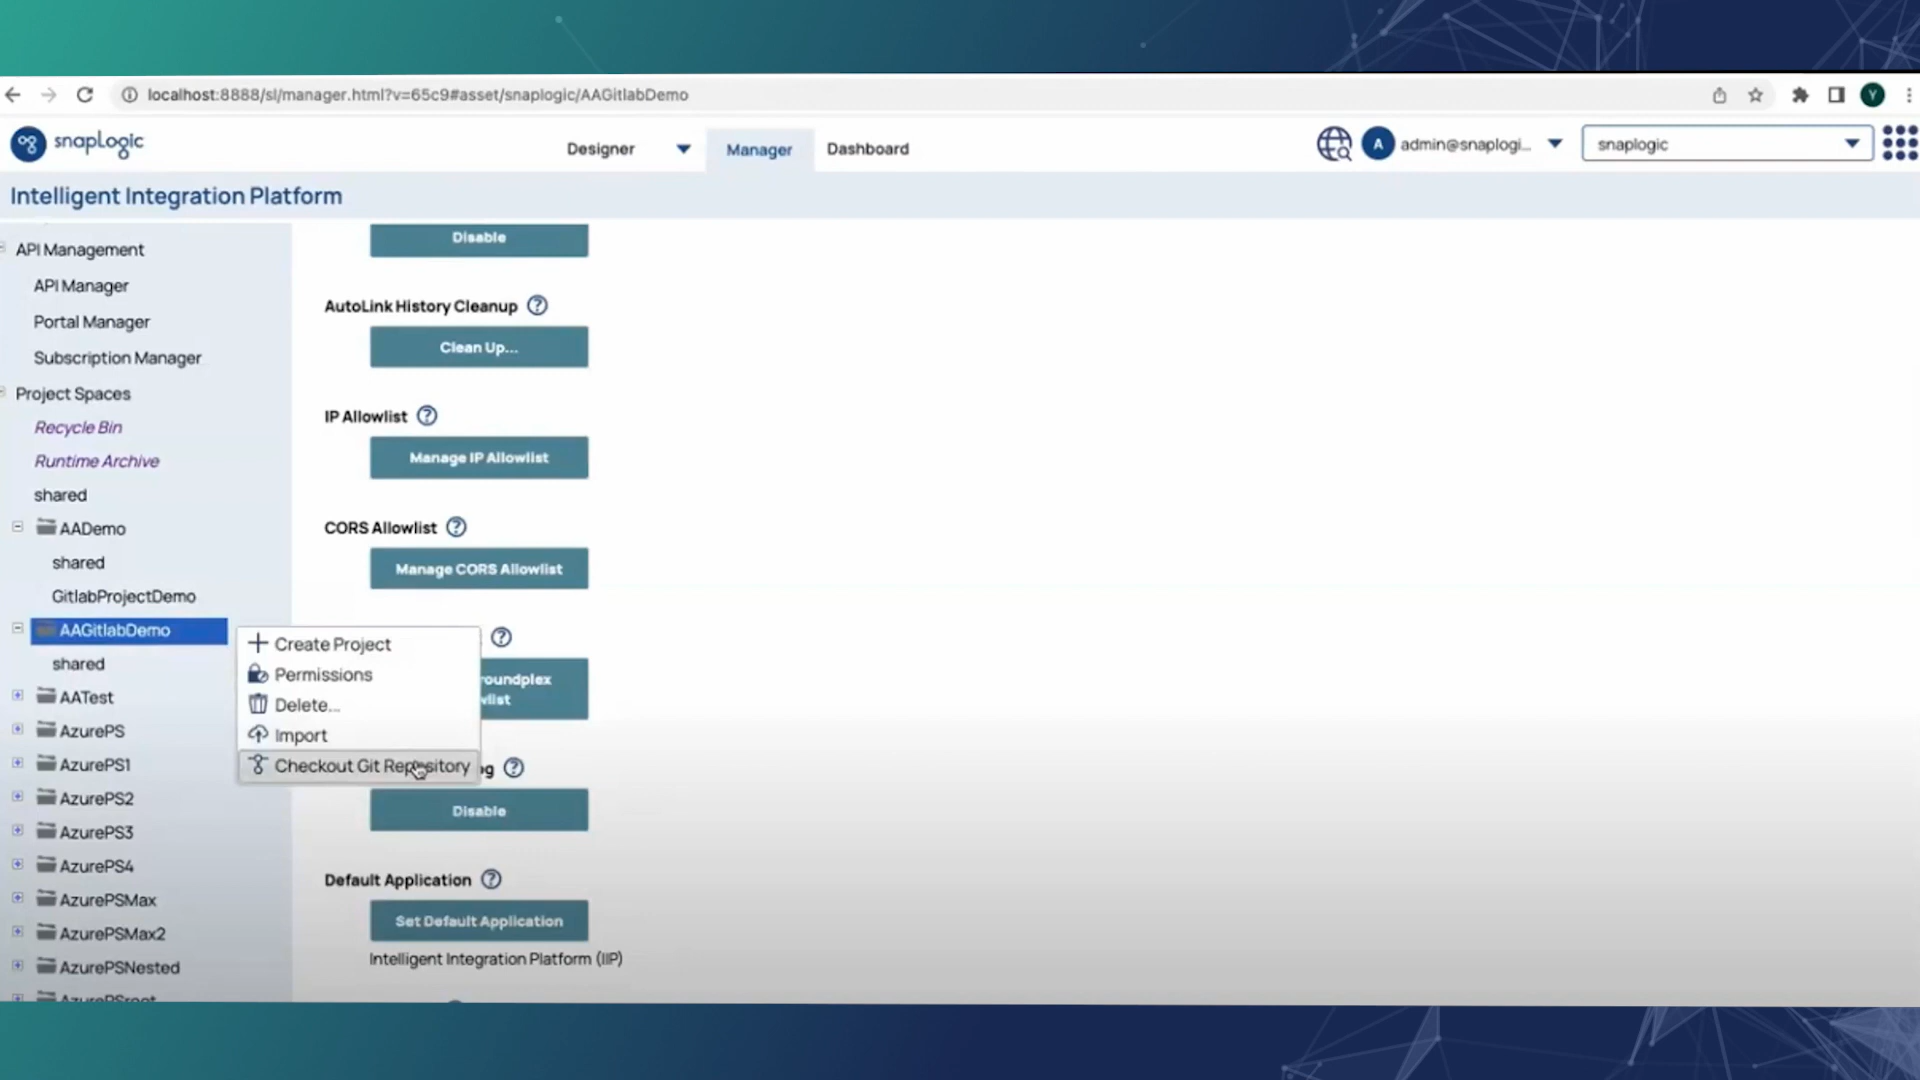 localhost:8888/sl/manager.html?v=65c9#asset/snaplogic/AAGitlabDemo
Y
snapLogic
Designer
Manager
Dashboard
A
admin@snaplogi...
snaplogic
Intelligent Integration Platform
API Management
API Manager
Portal Manager
Subscription Manager
Project Spaces
Recycle Bin
Runtime Archive
shared
AADemo
shared
GitlabProjectDemo
AAGitlabDemo
shared
AATest
AzurePS
AzurePS1
AzurePS2
AzurePS3
AzurePS4
AzurePSMax
AzurePSMax2
AzurePSNested
AzurePSroot
Create Project
Permissions
Delete...
Import
Checkout Git Repository
Disable
AutoLink History Cleanup ?
Clean Up...
IP Allowlist ?
Manage IP Allowlist
CORS Allowlist ?
Manage CORS Allowlist
?
roundplex
wlist
g ?
Disable
Default Application ?
Set Default Application
Intelligent Integration Platform (IIP)